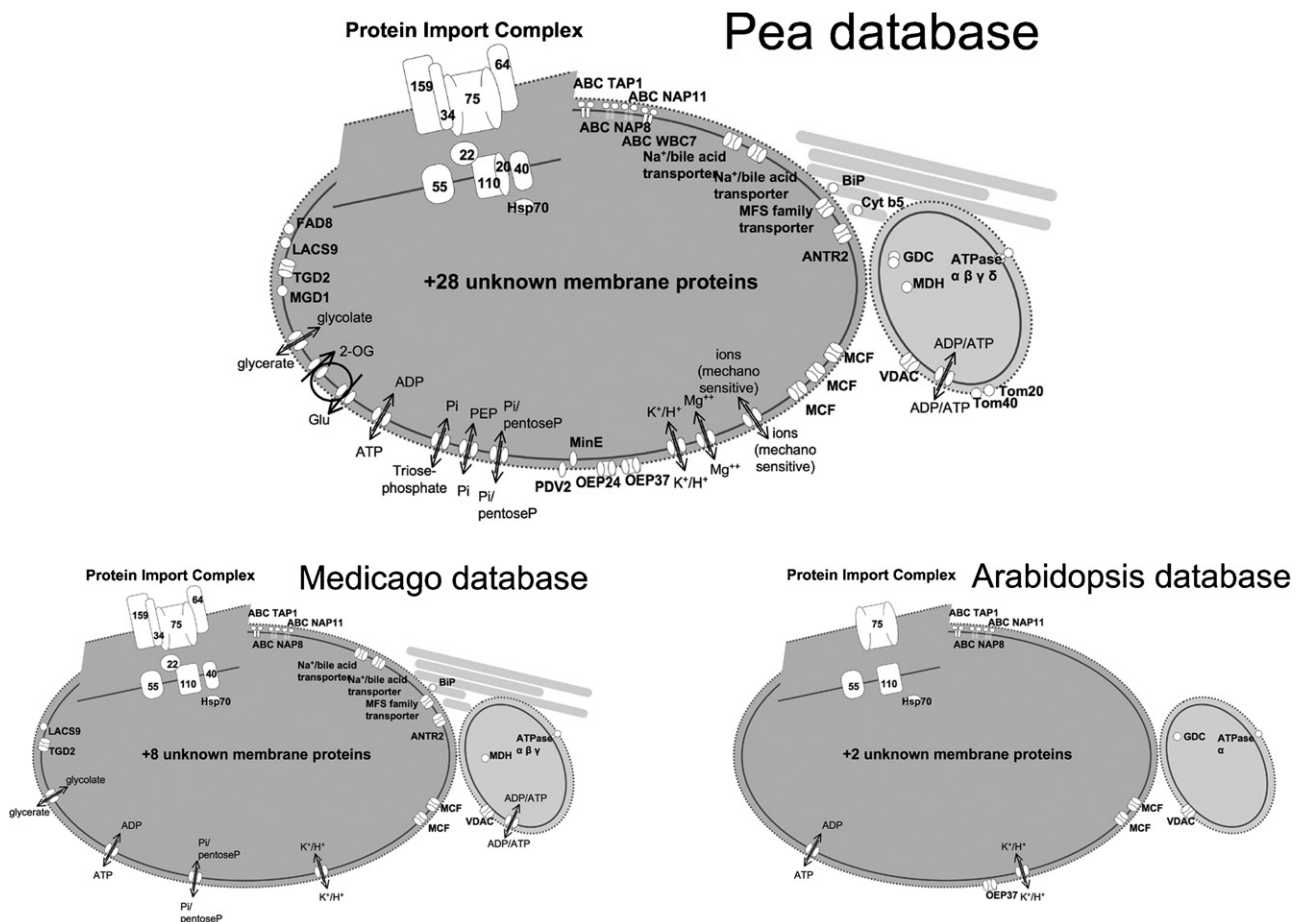 Pea database
Protein Import Complex
64
159
75
34
22
20
40
55
110
Hsp70
ABC TAP1
ABC NAP11
ABC NAP8
ABC WBC7
Na⁺/bile acid
transporter
Na⁺/bile acid
transporter
MFS family
transporter
ANTR2
BiP
Cyt b5
FAD8
LACS9
TGD2
MGD1
+28 unknown membrane proteins
GDC
ATPase
α β γ δ
MDH
ADP/ATP
VDAC
ADP/ATP
Tom20
Tom40
glycolate
glycerate
2-OG
Glu
ADP
ATP
Pi
Triose-
phosphate
PEP
Pi
Pi/
pentoseP
Pi/
pentoseP
MinE
PDV2
OEP24
OEP37
K⁺/H⁺
K⁺/H⁺
Mg⁺⁺
Mg⁺⁺
ions
(mechano
sensitive)
ions
(mechano
sensitive)
MCF
MCF
MCF
Medicago database
Protein Import Complex
64
159
75
34
22
40
55
110
Hsp70
ABC TAP1
ABC NAP11
ABC NAP8
Na⁺/bile acid
transporter
Na⁺/bile acid
transporter
MFS family
transporter
ANTR2
BiP
LACS9
TGD2
+8 unknown membrane proteins
ATPase
α β γ
MDH
ADP/ATP
VDAC
ADP/ATP
glycolate
glycerate
ADP
ATP
Pi/
pentoseP
Pi/
pentoseP
K⁺/H⁺
K⁺/H⁺
MCF
MCF
Arabidopsis database
Protein Import Complex
75
55
110
Hsp70
ABC TAP1
ABC NAP11
ABC NAP8
+2 unknown membrane proteins
GDC
ATPase
α
VDAC
MCF
MCF
ADP
ATP
K⁺/H⁺
OEP37
K⁺/H⁺